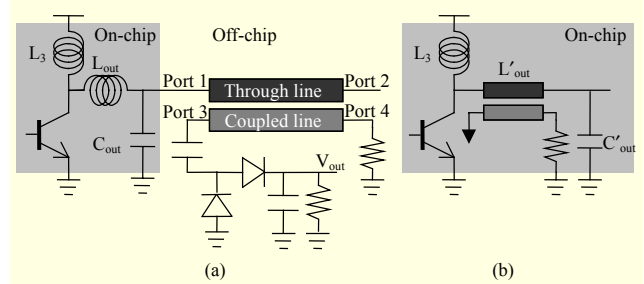 On-chip
Off-chip
On-chip
L3
Lout
L3
L′out
Port 1
Through line
Port 2
Port 3
Coupled line
Port 4
Cout
C′out
Vout
(a)
(b)